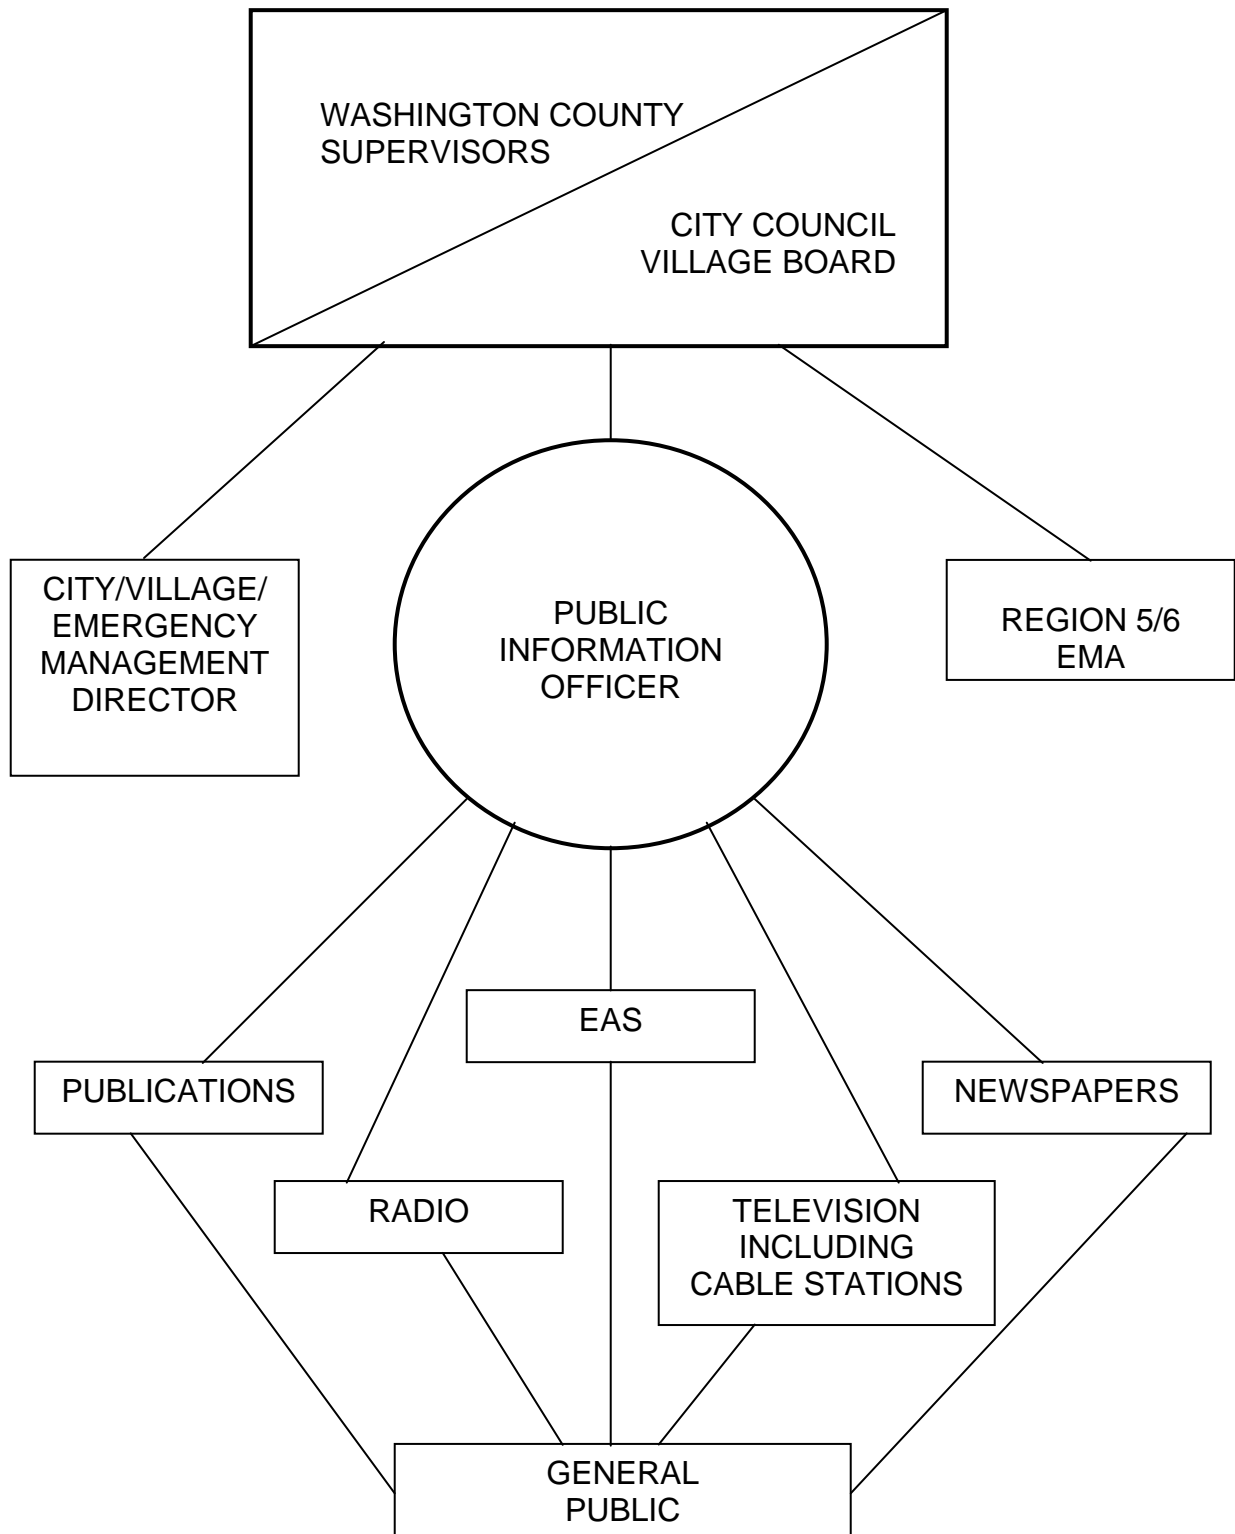 WASHINGTON COUNTY
SUPERVISORS
CITY COUNCIL
VILLAGE BOARD
CITY/VILLAGE/
EMERGENCY
MANAGEMENT
DIRECTOR
PUBLIC
INFORMATION
OFFICER
REGION 5/6
EMA
EAS
PUBLICATIONS
NEWSPAPERS
RADIO
TELEVISION
INCLUDING
CABLE STATIONS
GENERAL
PUBLIC